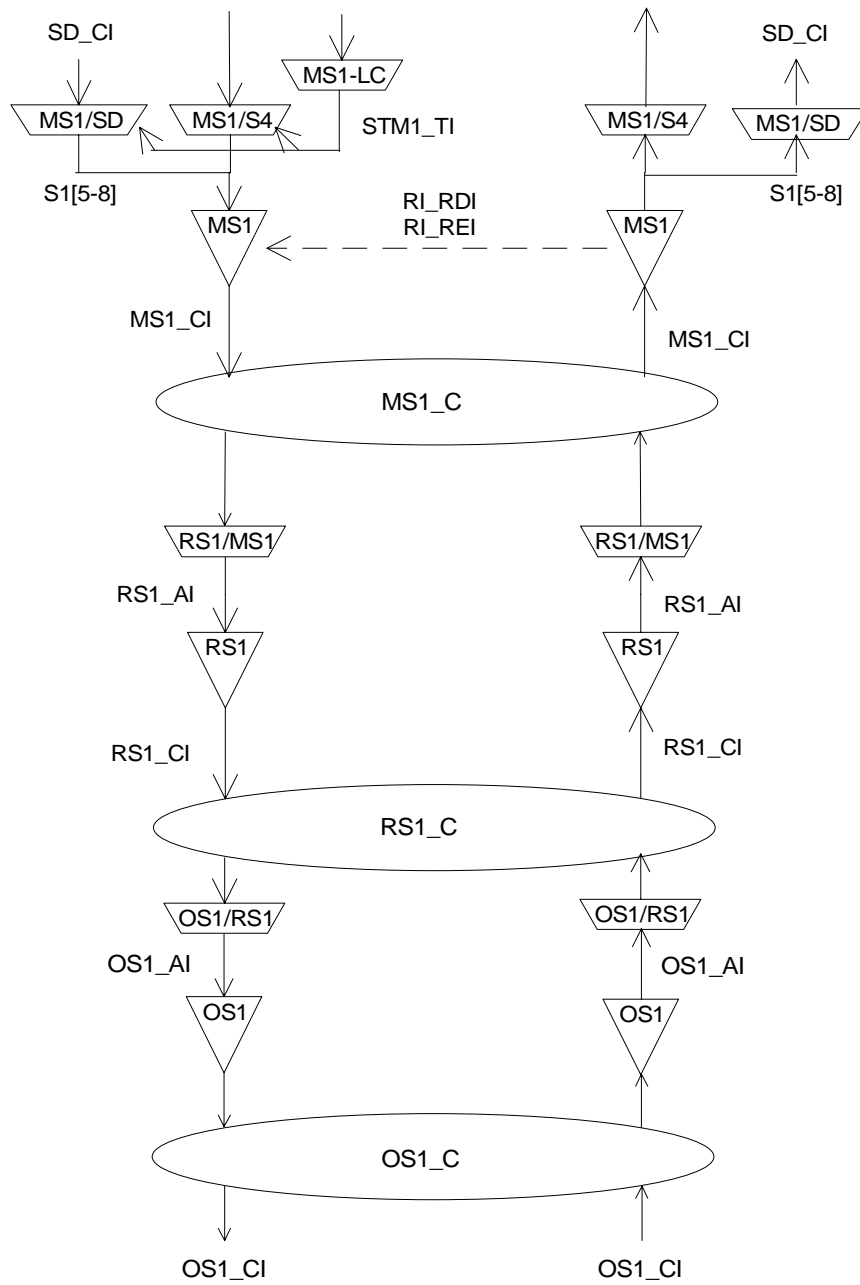 SD_CI
SD_CI
MS1-LC
MS1/SD
MS1/S4
STM1_TI
MS1/S4
MS1/SD
S1[5-8]
RI_RDI
S1[5-8]
MS1
RI_REI
MS1
MS1_CI
MS1_CI
MS1_C
RS1/MS1
RS1/MS1
RS1_AI
RS1_AI
RS1
RS1
RS1_CI
RS1_CI
RS1_C
OS1/RS1
OS1/RS1
OS1_AI
OS1_AI
OS1
OS1
OS1_C
OS1_CI
OS1_CI